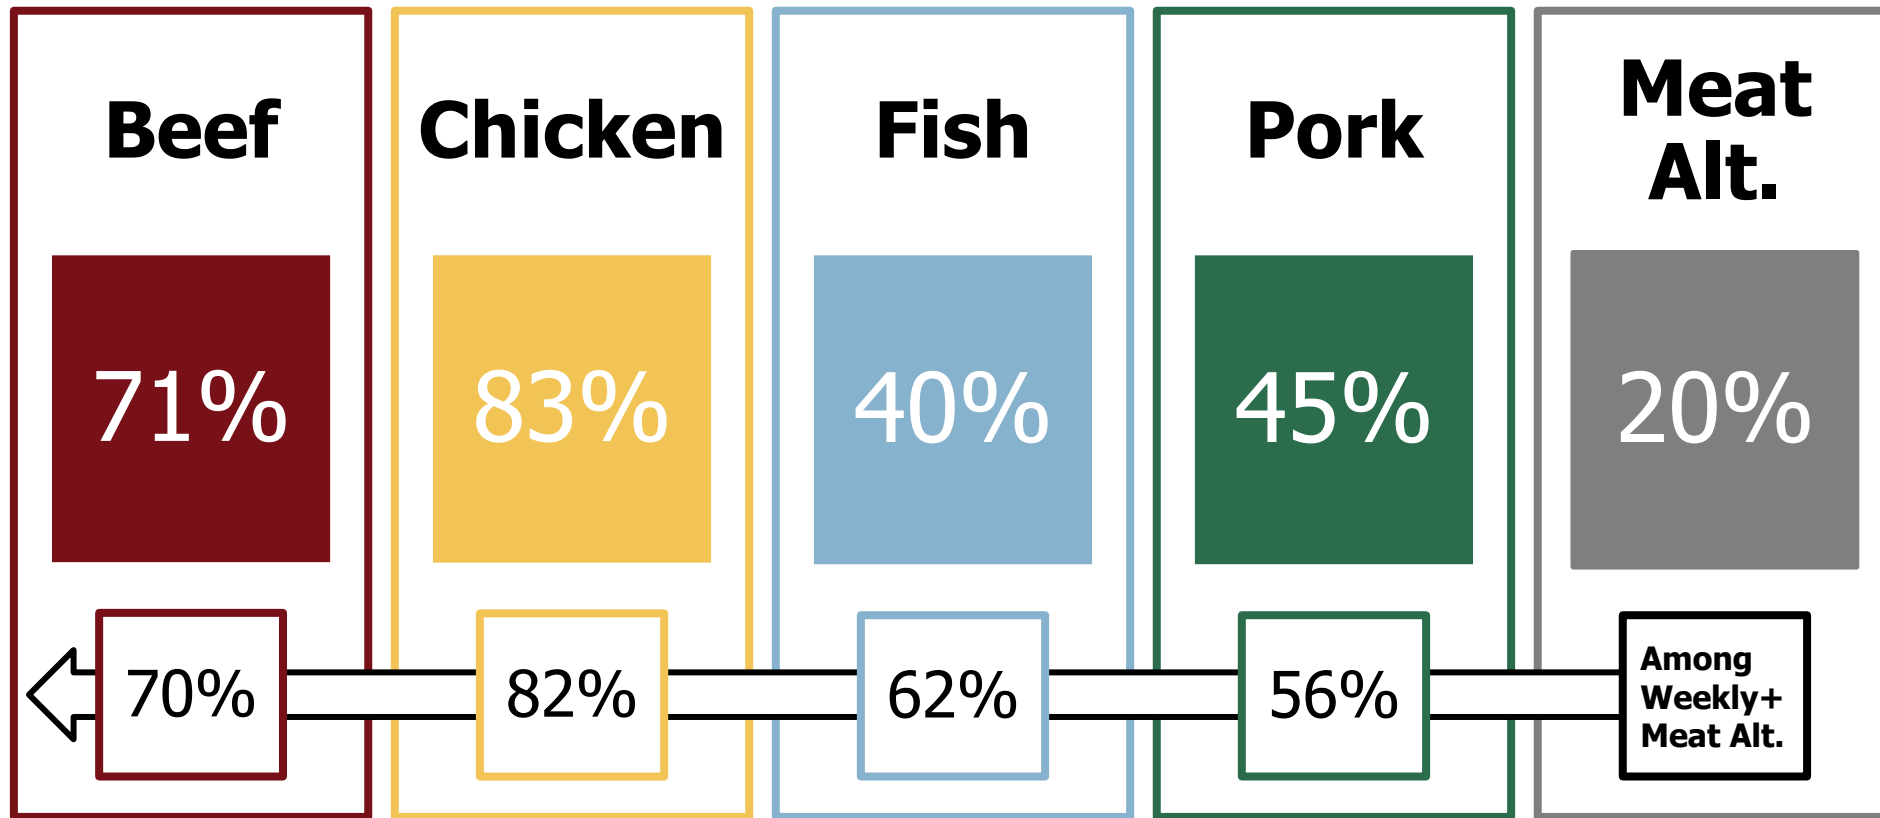 Beef
Chicken
Fish
Pork
Meat
Alt.
71%
83%
40%
45%
20%
70%
82%
62%
56%
Among
Weekly+
Meat Alt.